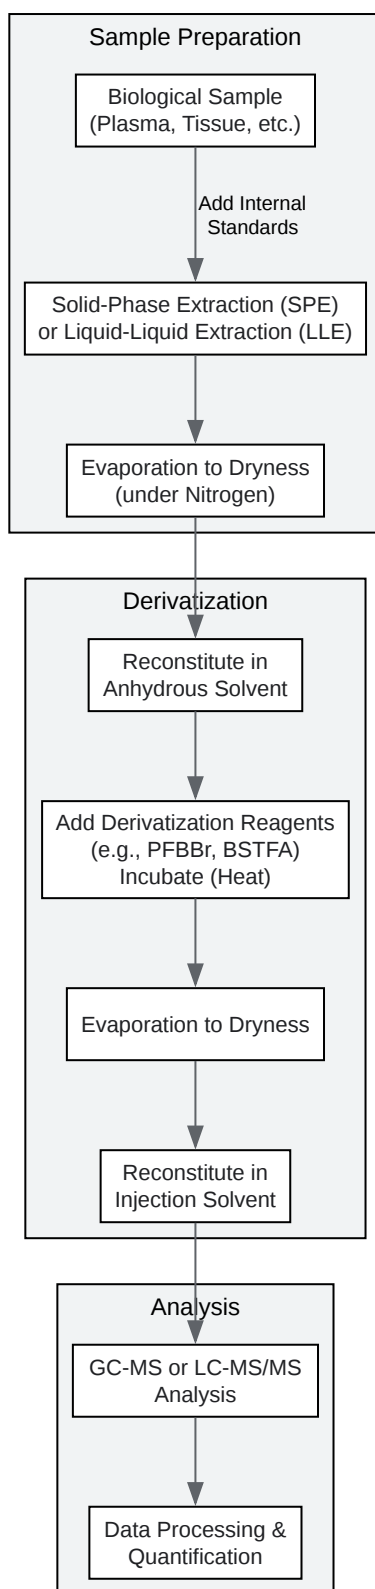 Sample Preparation
Biological Sample
(Plasma, Tissue, etc.)
Add Internal
Standards
Solid-Phase Extraction (SPE)
or Liquid-Liquid Extraction (LLE)
Evaporation to Dryness
(under Nitrogen)
Derivatization
Reconstitute in
Anhydrous Solvent
Add Derivatization Reagents
(e.g., PFBBr, BSTFA)
Incubate (Heat)
Evaporation to Dryness
Reconstitute in
Injection Solvent
Analysis
GC-MS or LC-MS/MS
Analysis
Data Processing &
Quantification